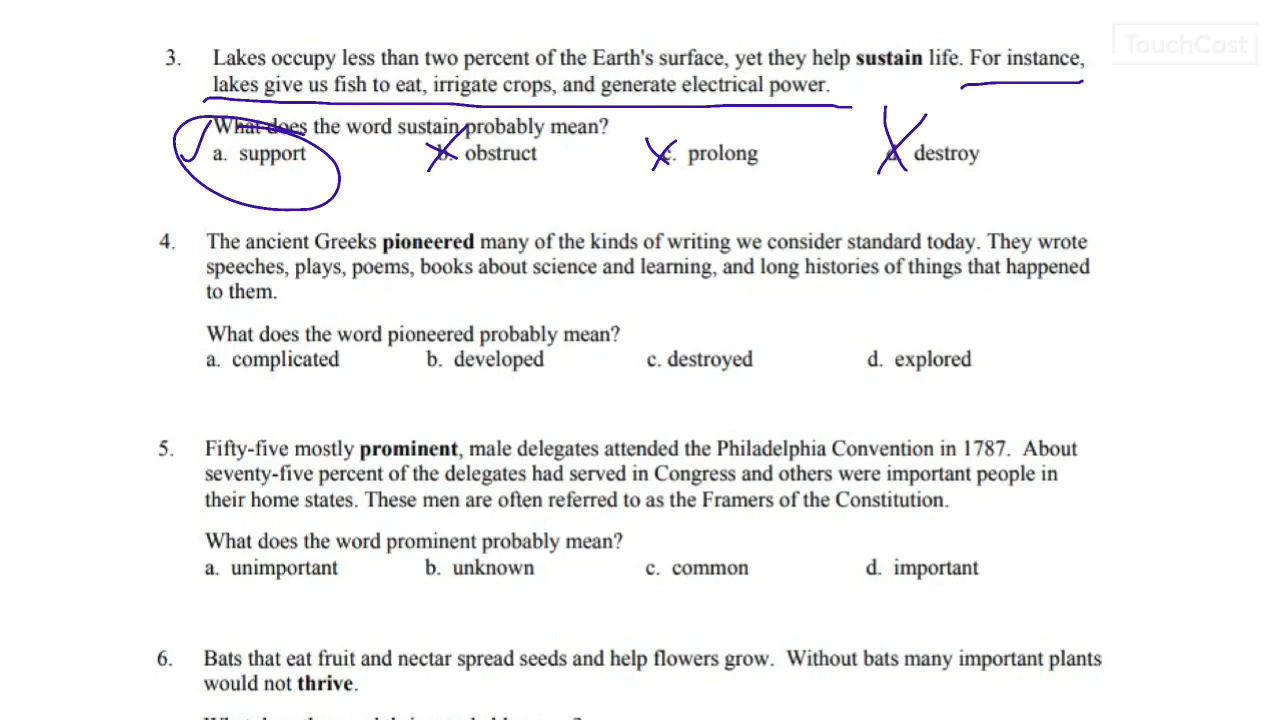 TouchCast
3. Lakes occupy less than two percent of the Earth's surface, yet they help sustain life. For instance,
lakes give us fish to eat, irrigate crops, and generate electrical power.
What does the word sustain probably mean?
a. support b. obstruct c. prolong d. destroy
4. The ancient Greeks pioneered many of the kinds of writing we consider standard today. They wrote
speeches, plays, poems, books about science and learning, and long histories of things that happened
to them.
What does the word pioneered probably mean?
a. complicated b. developed c. destroyed d. explored
5. Fifty-five mostly prominent, male delegates attended the Philadelphia Convention in 1787. About
seventy-five percent of the delegates had served in Congress and others were important people in
their home states. These men are often referred to as the Framers of the Constitution.
What does the word prominent probably mean?
a. unimportant b. unknown c. common d. important
6. Bats that eat fruit and nectar spread seeds and help flowers grow. Without bats many important plants
would not thrive.